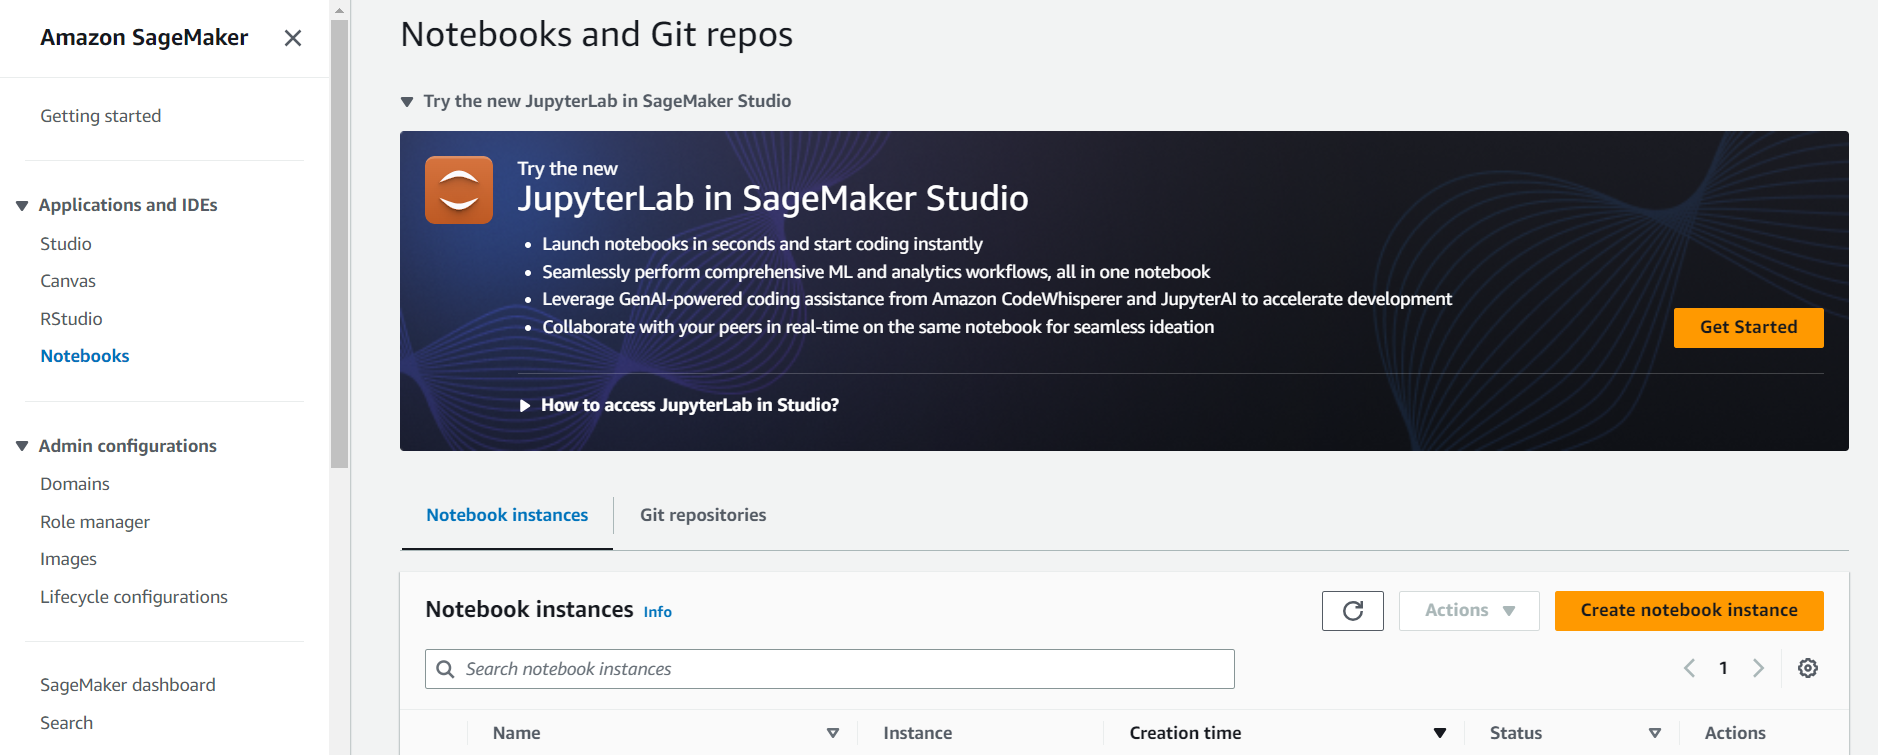 Amazon SageMaker
Getting started
Applications and IDEs
Studio
Canvas
RStudio
Notebooks
Admin configurations
Domains
Role manager
Images
Lifecycle configurations
SageMaker dashboard
Search
Notebooks and Git repos
Try the new JupyterLab in SageMaker Studio
Try the new
JupyterLab in SageMaker Studio
• Launch notebooks in seconds and start coding instantly
• Seamlessly perform comprehensive ML and analytics workflows, all in one notebook
• Leverage GenAI-powered coding assistance from Amazon CodeWhisperer and JupyterAI to accelerate development
• Collaborate with your peers in real-time on the same notebook for seamless ideation
Get Started
How to access JupyterLab in Studio?
Notebook instances Git repositories
Notebook instances Info Actions Create notebook instance
Search notebook instances 1
Name Instance Creation time Status Actions